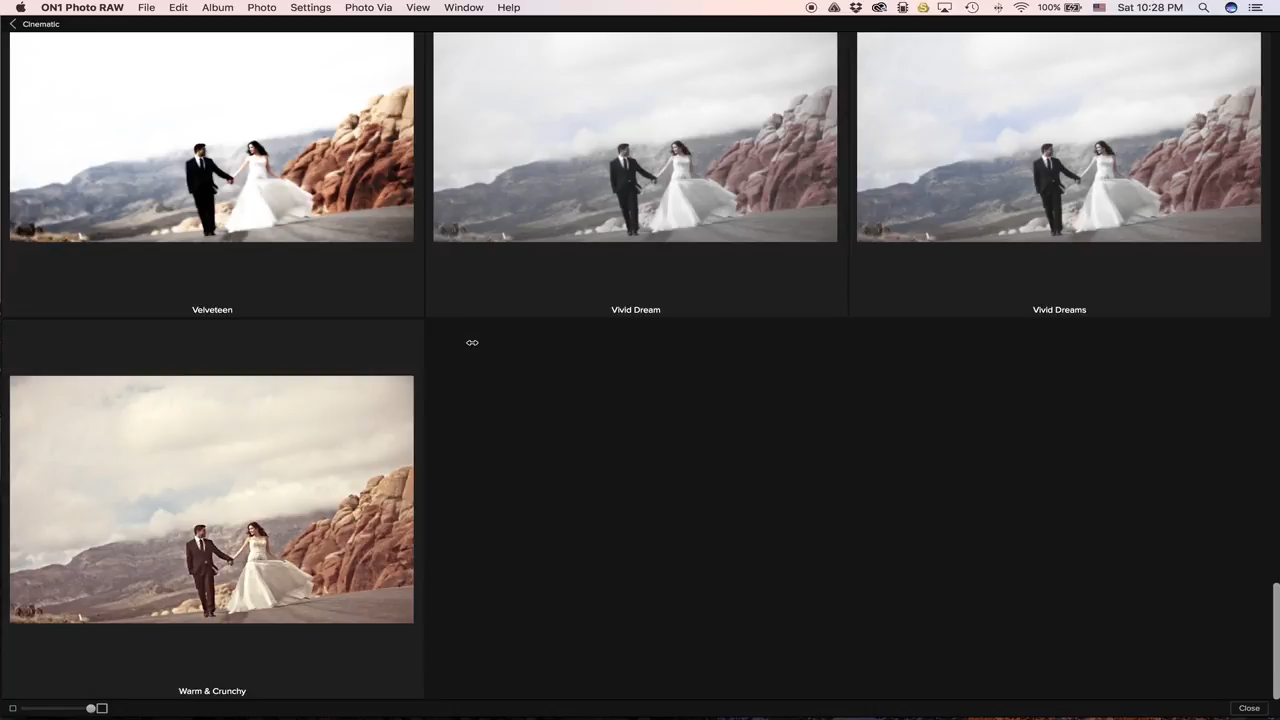 ON1 Photo RAW File Edit Album Photo Settings Photo Via View Window Help 100% Sat 10:28 PM
Cinematic
Velveteen Vivid Dream Vivid Dreams
Warm & Crunchy
Close